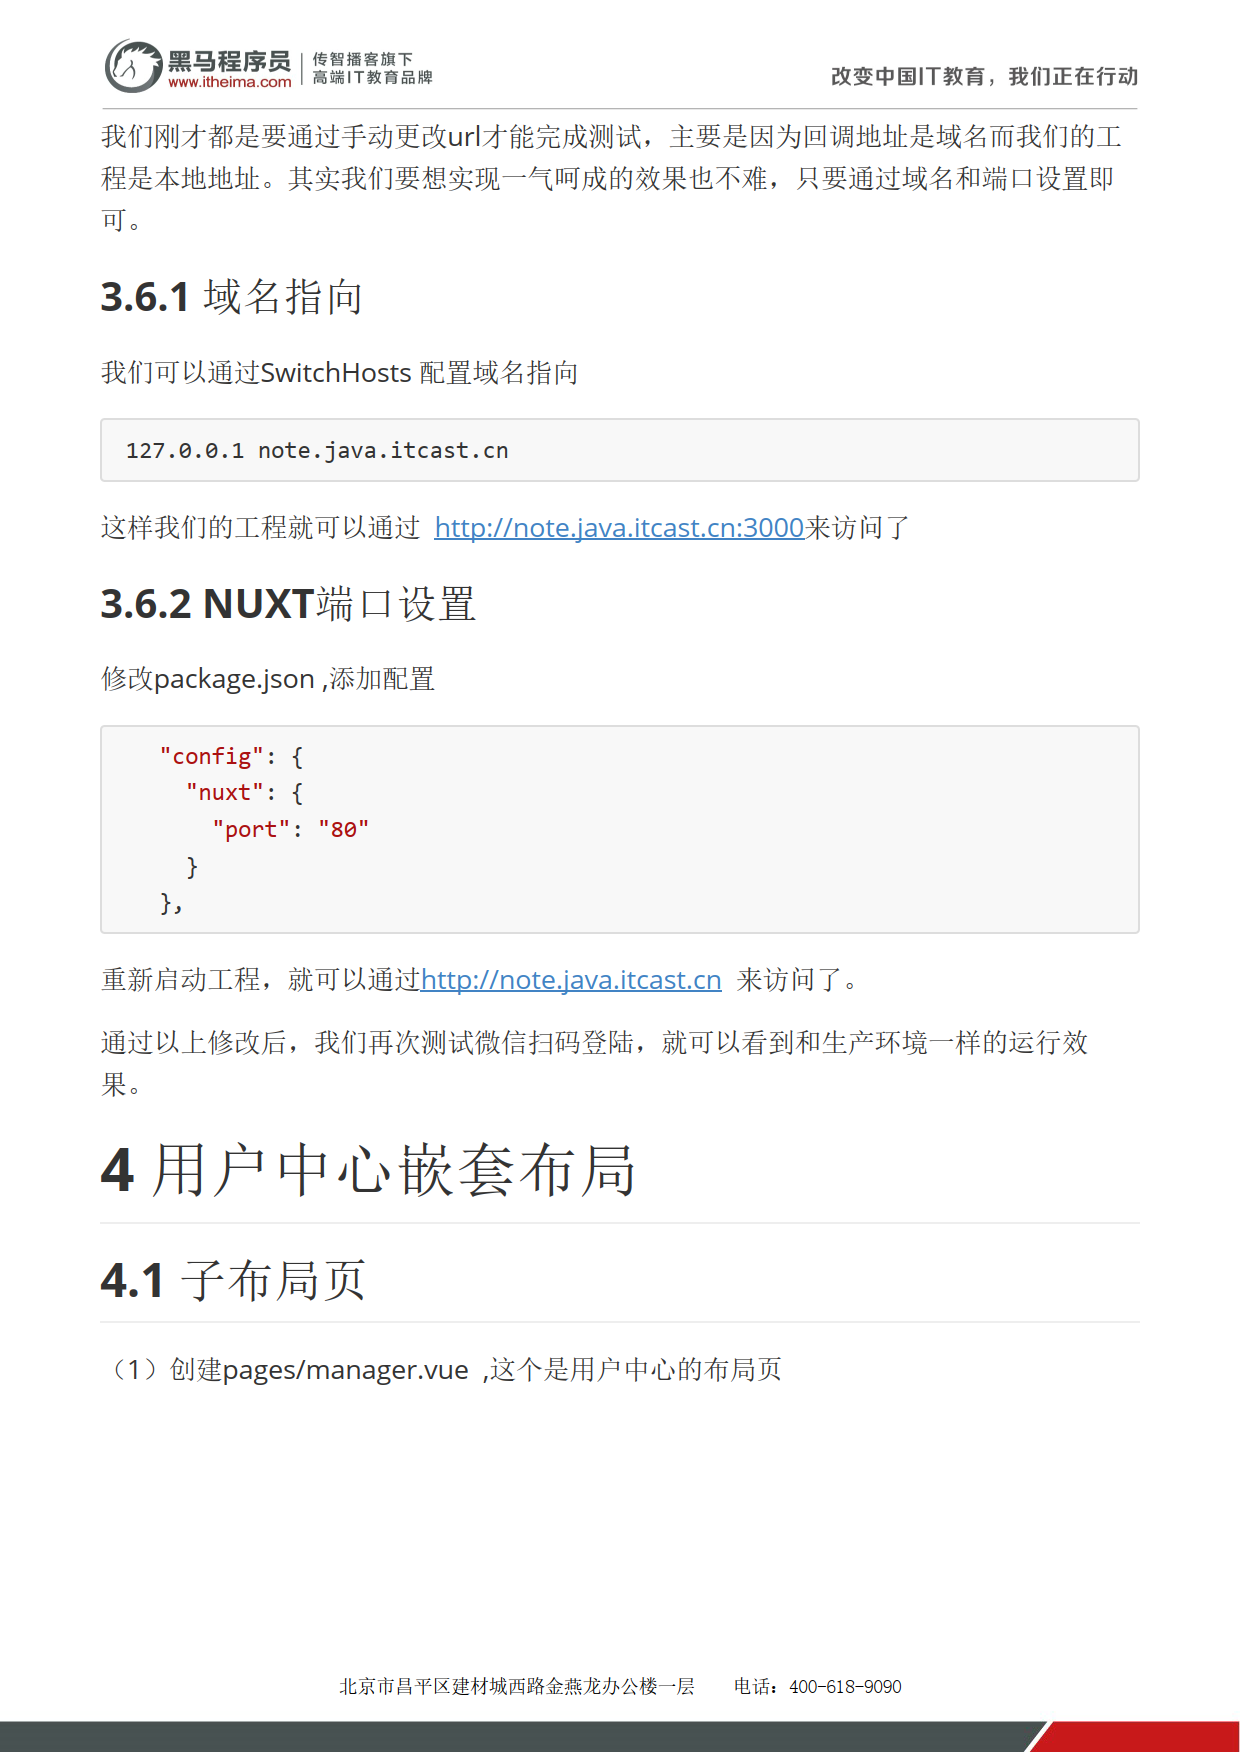 黑马程序员
www.itheima.com
传智播客旗下
高端IT教育品牌
改变中国IT教育，我们正在行动
我们刚才都是要通过手动更改url才能完成测试，主要是因为回调地址是域名而我们的工
程是本地地址。其实我们要想实现一气呵成的效果也不难，只要通过域名和端口设置即
可。
3.6.1 域名指向
我们可以通过SwitchHosts 配置域名指向
127.0.0.1 note.java.itcast.cn
这样我们的工程就可以通过 http://note.java.itcast.cn:3000来访问了
3.6.2 NUXT端口设置
修改package.json ,添加配置
"config": {
"nuxt": {
"port": "80"
}
},
重新启动工程，就可以通过http://note.java.itcast.cn 来访问了。
通过以上修改后，我们再次测试微信扫码登陆，就可以看到和生产环境一样的运行效
果。
4 用户中心嵌套布局
4.1 子布局页
（1）创建pages/manager.vue ,这个是用户中心的布局页
北京市昌平区建材城西路金燕龙办公楼一层 电话：400-618-9090